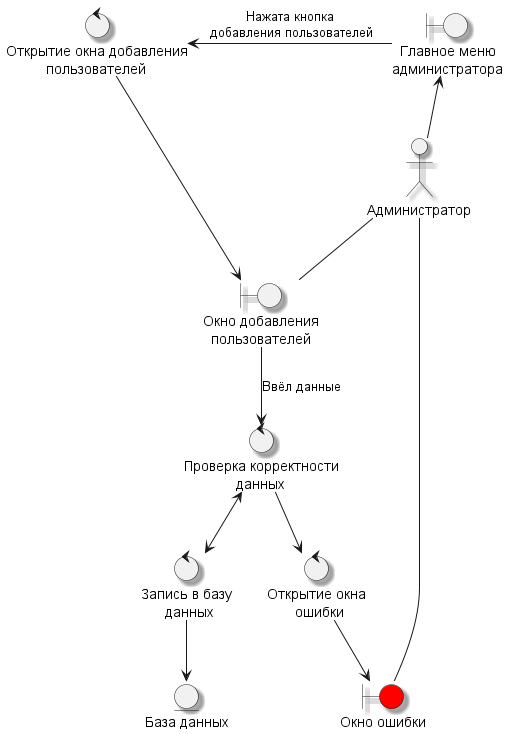 Нажата кнопка
добавления пользователей
Открытие окна добавления
пользователей
Главное меню
администратора
Администратор
Окно добавления
пользователей
Ввёл данные
Проверка корректности
данных
Запись в базу
данных
Открытие окна
ошибки
База данных
Окно ошибки